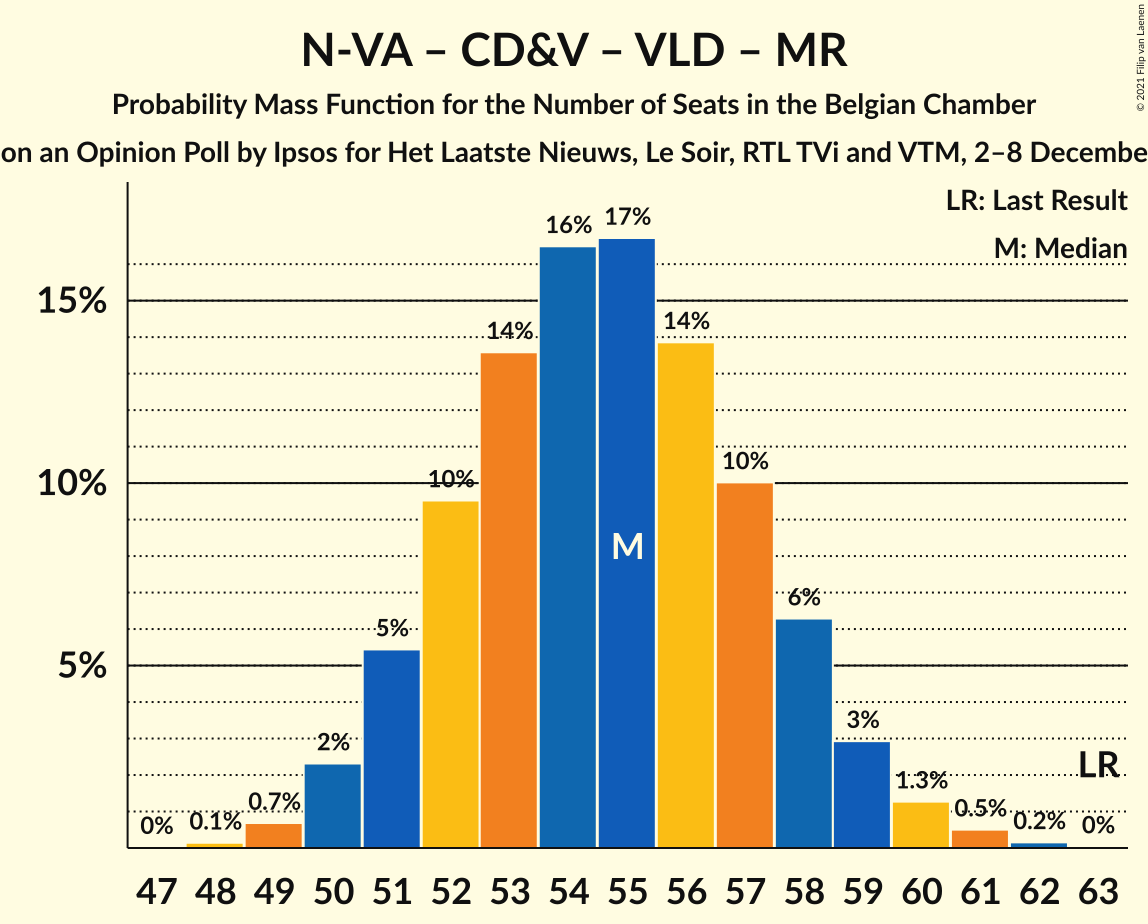 N-VA – CD&V – VLD – MR
Probability Mass Function for the Number of Seats in the Belgian Chamber
on an Opinion Poll by Ipsos for Het Laatste Nieuws, Le Soir, RTL TVi and VTM, 2–8 Decembe
© 2021 Filip van Laenen
LR: Last Result
M: Median
15%
10%
5%
0%
0.1%
0.7%
2%
5%
10%
14%
16%
17%
14%
10%
6%
3%
1.3%
0.5%
0.2%
0%
M
LR
47 48 49 50 51 52 53 54 55 56 57 58 59 60 61 62 63